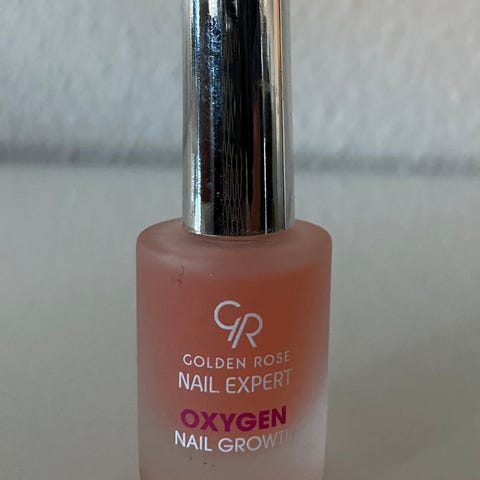 GR
GOLDEN ROSE
NAIL EXPERT
OXYGEN
NAIL GROWTH